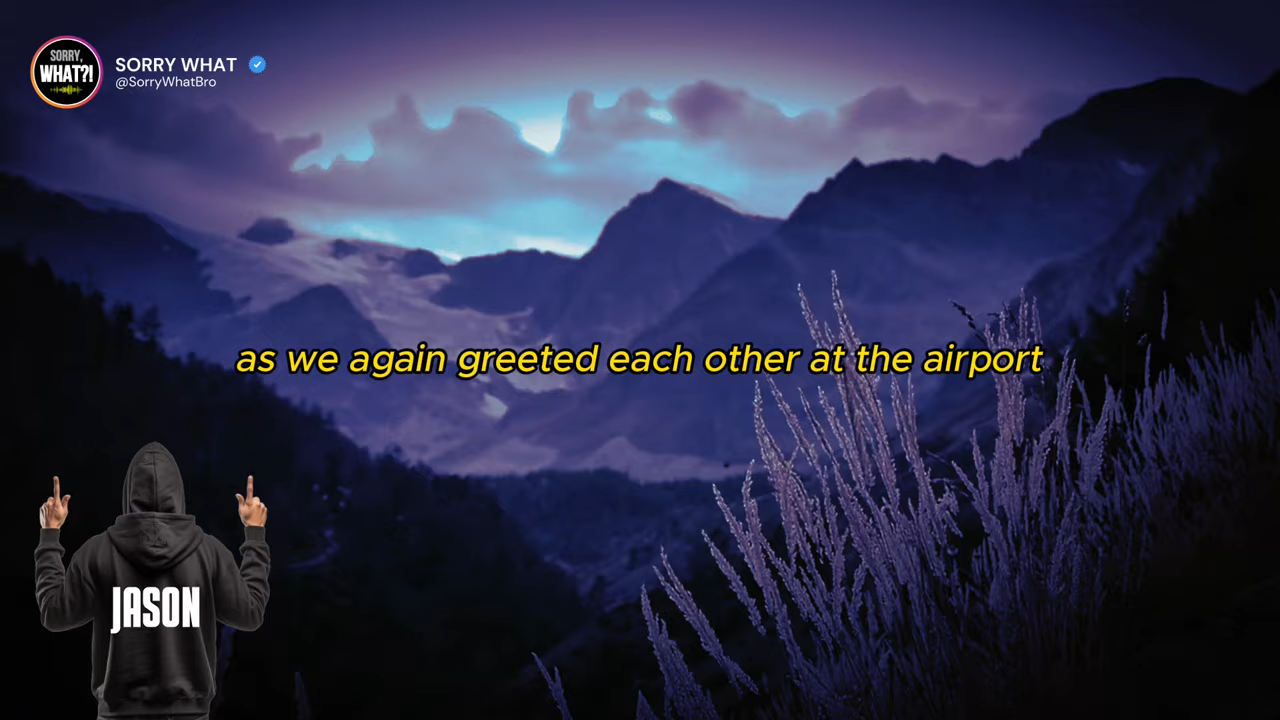 SORRY,
WHAT?!
SORRY WHAT
@SorryWhatBro
as we again greeted each other at the airport
JASON